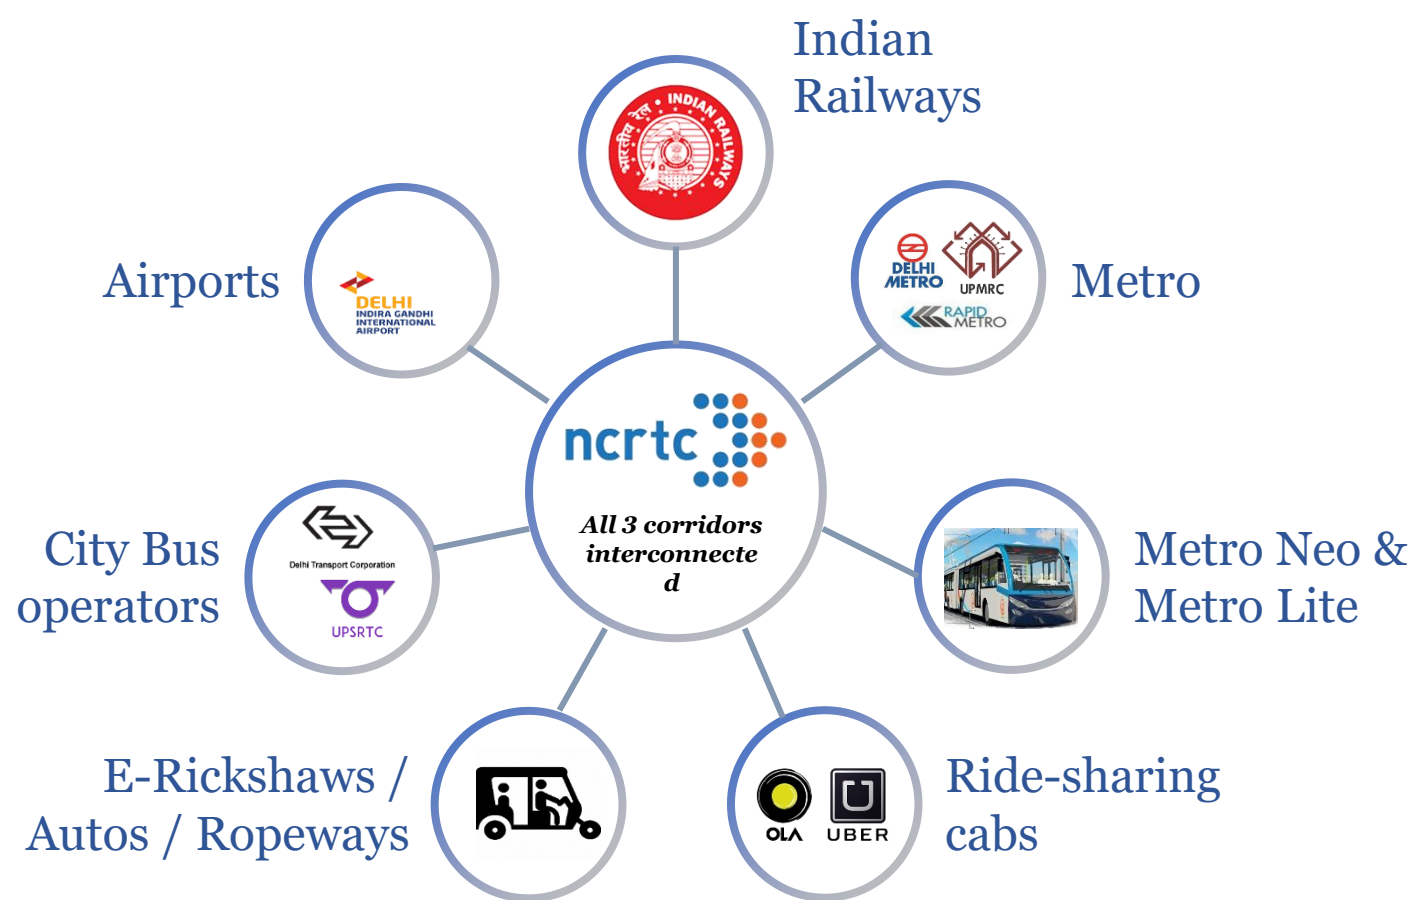 Indian
Railways
भारतीय रेल • INDIAN RAILWAYS
Airports
DELHI
INDIRA GANDHI
INTERNATIONAL
AIRPORT
DELHI
METRO
UPMRC
RAPID
METRO
Metro
ncrtc
All 3 corridors
interconnecte
d
City Bus
operators
Delhi Transport Corporation
UPSRTC
Metro Neo &
Metro Lite
E-Rickshaws /
Autos / Ropeways
OLA
UBER
Ride-sharing
cabs